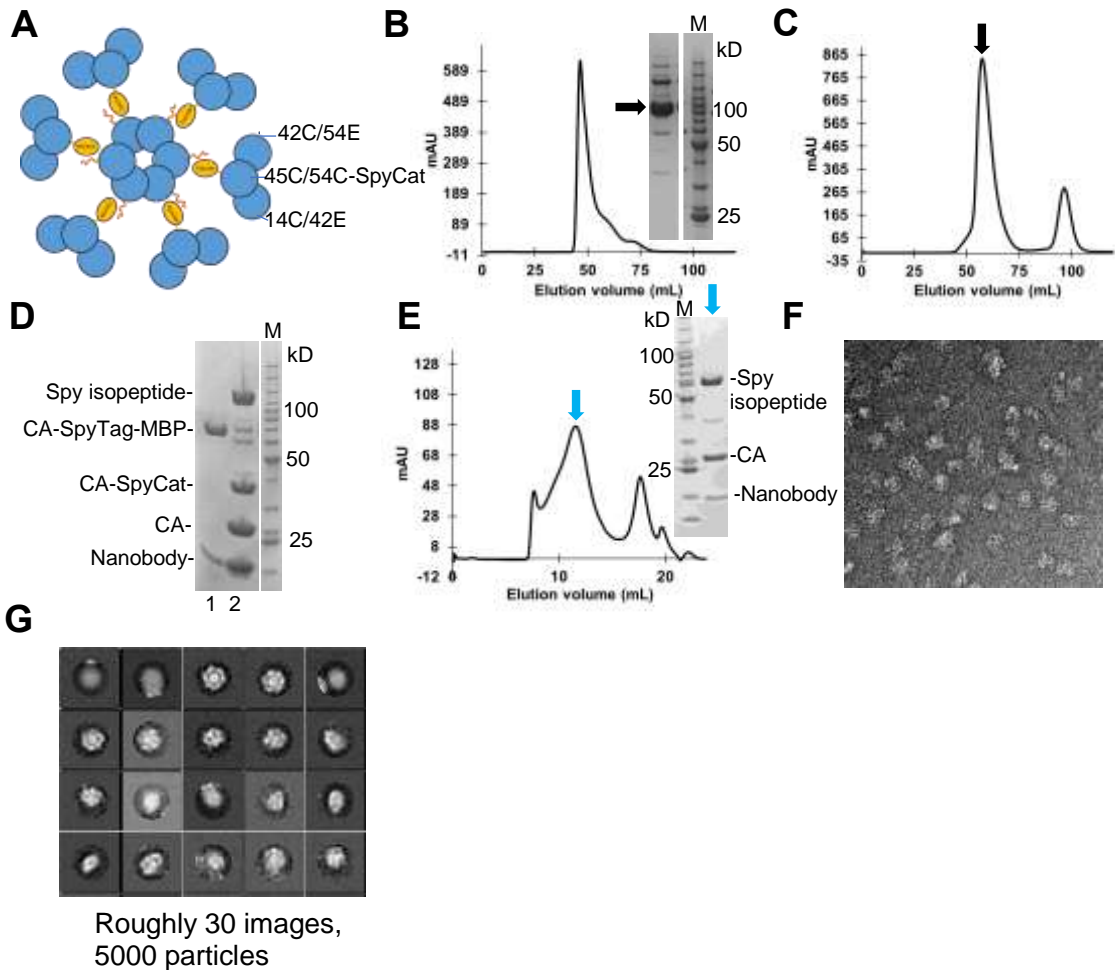 A
42C/54E
45C/54C-SpyCat
14C/42E
B
M
kD
100
50
25
589
489
389
289
189
89
-11
mAU
0
25
50
75
100
Elution volume (mL)
C
865
765
665
565
465
365
265
165
65
-35
mAU
0
25
50
75
100
Elution volume (mL)
D
M
kD
Spy isopeptide-
100
CA-SpyTag-MBP-
50
CA-SpyCat-
CA-
25
Nanobody-
1 2
E
128
108
88
68
48
28
8
-12
mAU
0
10
20
Elution volume (mL)
kD
M
100
50
25
-Spy
isopeptide
-CA
-Nanobody
F
G
Roughly 30 images,
5000 particles